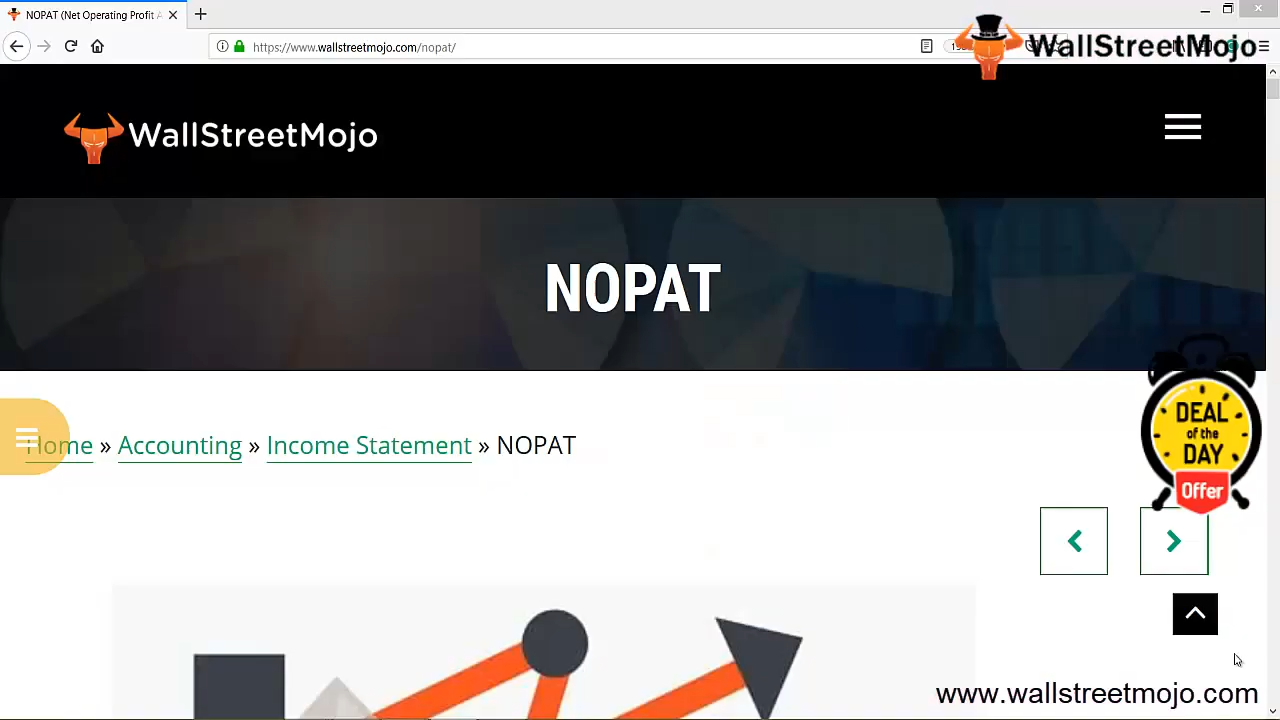 NOPAT (Net Operating Profit A
https://www.wallstreetmojo.com/nopat/
WallStreetMojo
WallStreetMojo
NOPAT
DEAL
of the
DAY
Offer
Home » Accounting » Income Statement » NOPAT
www.wallstreetmojo.com